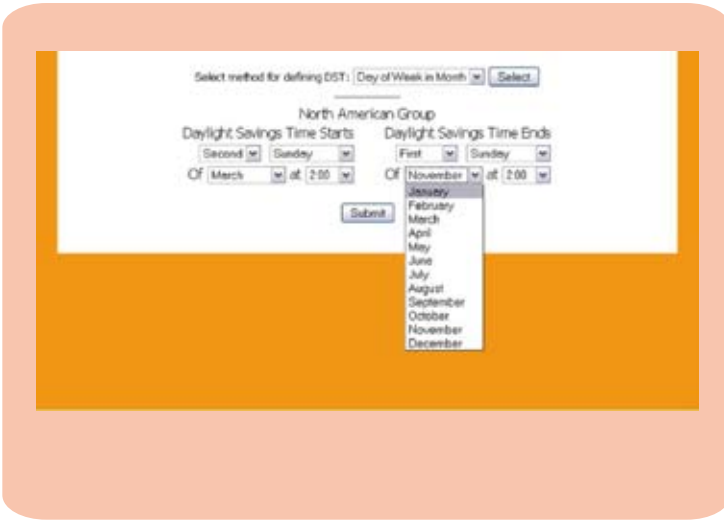 Select method for defining DST: Day of Week in Month Select
North American Group
Daylight Savings Time Starts Daylight Savings Time Ends
Second Sunday First Sunday
Of March at 2:00 Of November at 2:00
Submit
January
February
March
April
May
June
July
August
September
October
November
December